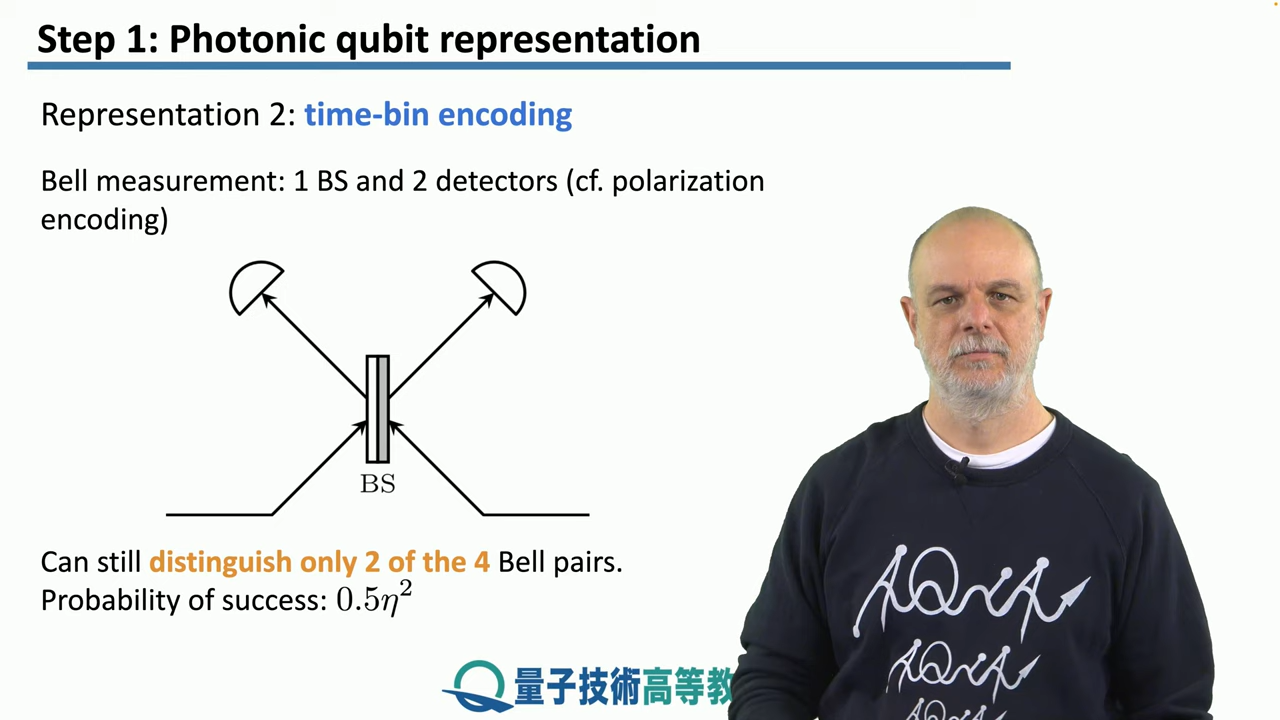 Step 1: Photonic qubit representation
Representation 2: time-bin encoding
Bell measurement: 1 BS and 2 detectors (cf. polarization
encoding)
BS
Can still distinguish only 2 of the 4 Bell pairs.
Probability of success: 0.5η²
量子技術高等教